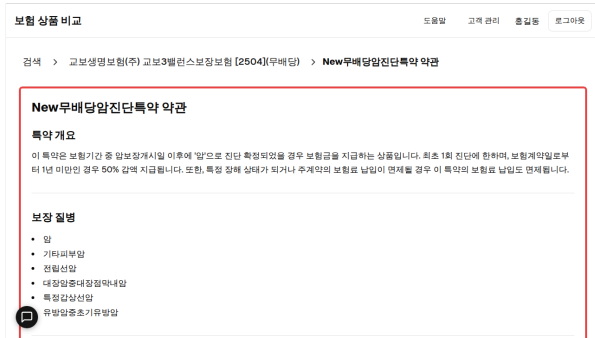 보험 상품 비교
도움말 고객 관리 홍길동 로그아웃
검색 > 교보생명보험(주) 교보3밸런스보장보험 [2504](무배당) > New무배당암진단특약 약관
New무배당암진단특약 약관
특약 개요
이 특약은 보험기간 중 암보장개시일 이후에 '암'으로 진단 확정되었을 경우 보험금을 지급하는 상품입니다. 최초 1회 진단에 한하며, 보험계약일로부
터 1년 미만인 경우 50% 감액 지급됩니다. 또한, 특정 장해 상태가 되거나 주계약의 보험료 납입이 면제될 경우 이 특약의 보험료 납입도 면제됩니다.
보장 질병
• 암
• 기타피부암
• 전립선암
• 대장암중대장점막내암
• 특정갑상선암
유방암중초기유방암